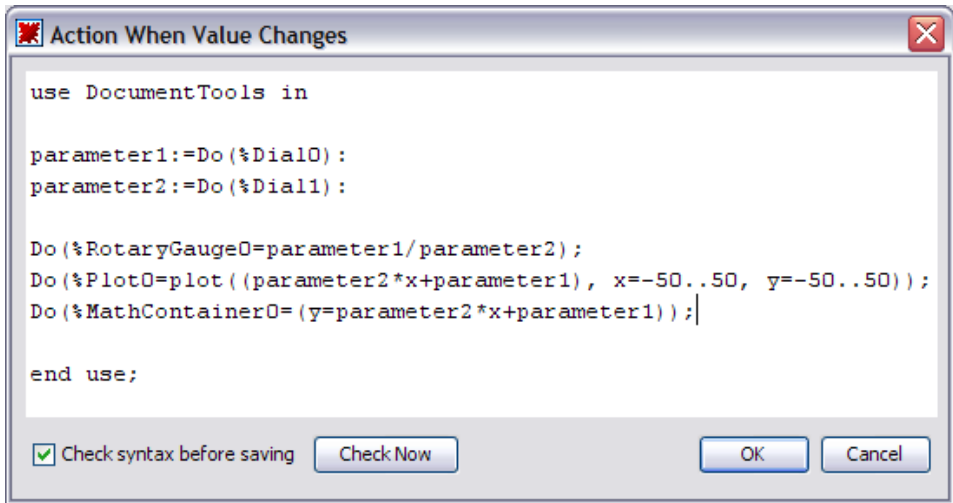 Action When Value Changes
use DocumentTools in
parameter1:=Do(%Dial0):
parameter2:=Do(%Dial1):
Do(%RotaryGauge0=parameter1/parameter2);
Do(%Plot0=plot((parameter2*x+parameter1), x=-50..50, y=-50..50));
Do(%MathContainer0=(y=parameter2*x+parameter1));
end use;
Check syntax before saving Check Now OK Cancel